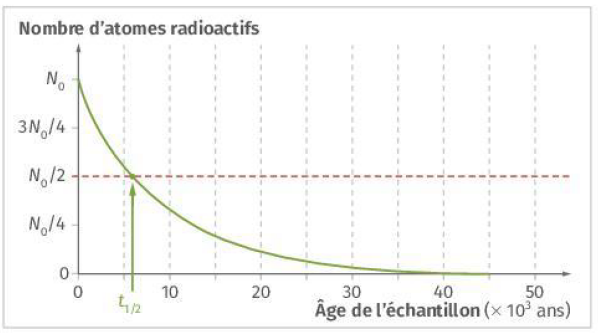 Nombre d’atomes radioactifs
N₀
3N₀/4
N₀/2
N₀/4
0
0 10 20 30 40 50
t₁/₂
Âge de l’échantillon (× 10³ ans)